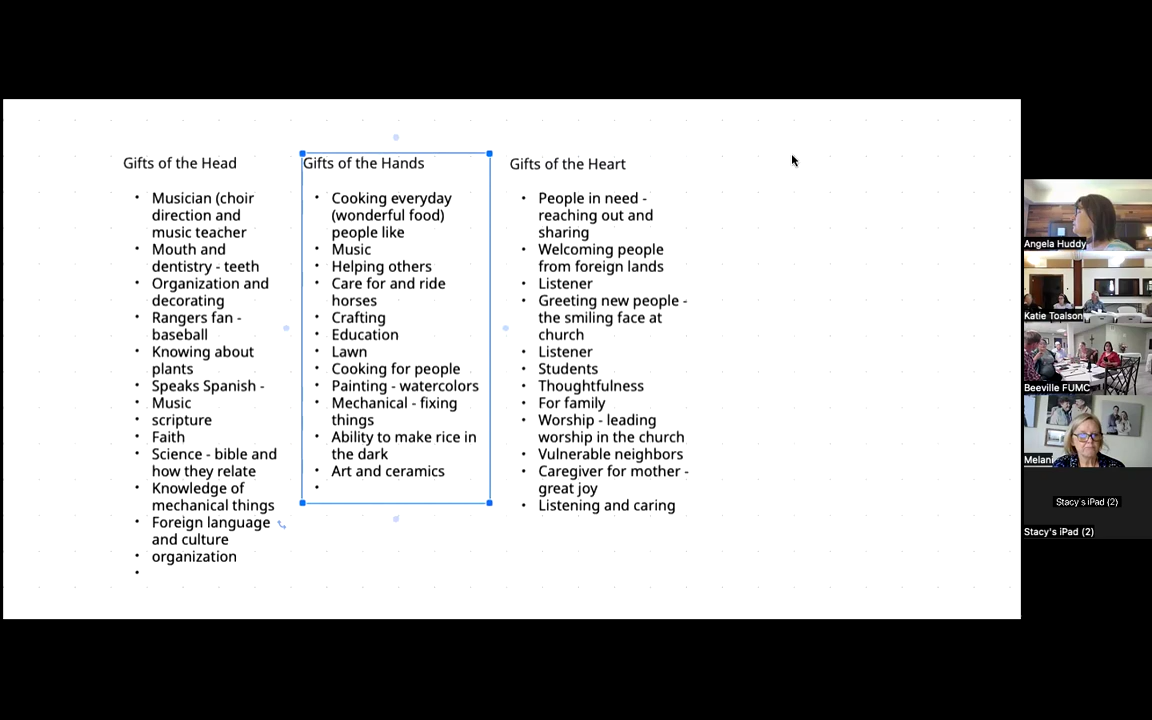 Gifts of the Head
Musician (choir
direction and
music teacher
Mouth and
dentistry - teeth
Organization and
decorating
Rangers fan -
baseball
Knowing about
plants
Speaks Spanish -
Music
scripture
Faith
Science - bible and
how they relate
Knowledge of
mechanical things
Foreign language
and culture
organization
Gifts of the Hands
Cooking everyday
(wonderful food)
people like
Music
Helping others
Care for and ride
horses
Crafting
Education
Lawn
Cooking for people
Painting - watercolors
Mechanical - fixing
things
Ability to make rice in
the dark
Art and ceramics
Gifts of the Heart
People in need -
reaching out and
sharing
Welcoming people
from foreign lands
Listener
Greeting new people -
the smiling face at
church
Listener
Students
Thoughtfulness
For family
Worship - leading
worship in the church
Vulnerable neighbors
Caregiver for mother -
great joy
Listening and caring
Angela Huddy
Katie Toalson
Beeville FUMC
Melani
Stacy's iPad (2)
Stacy's iPad (2)